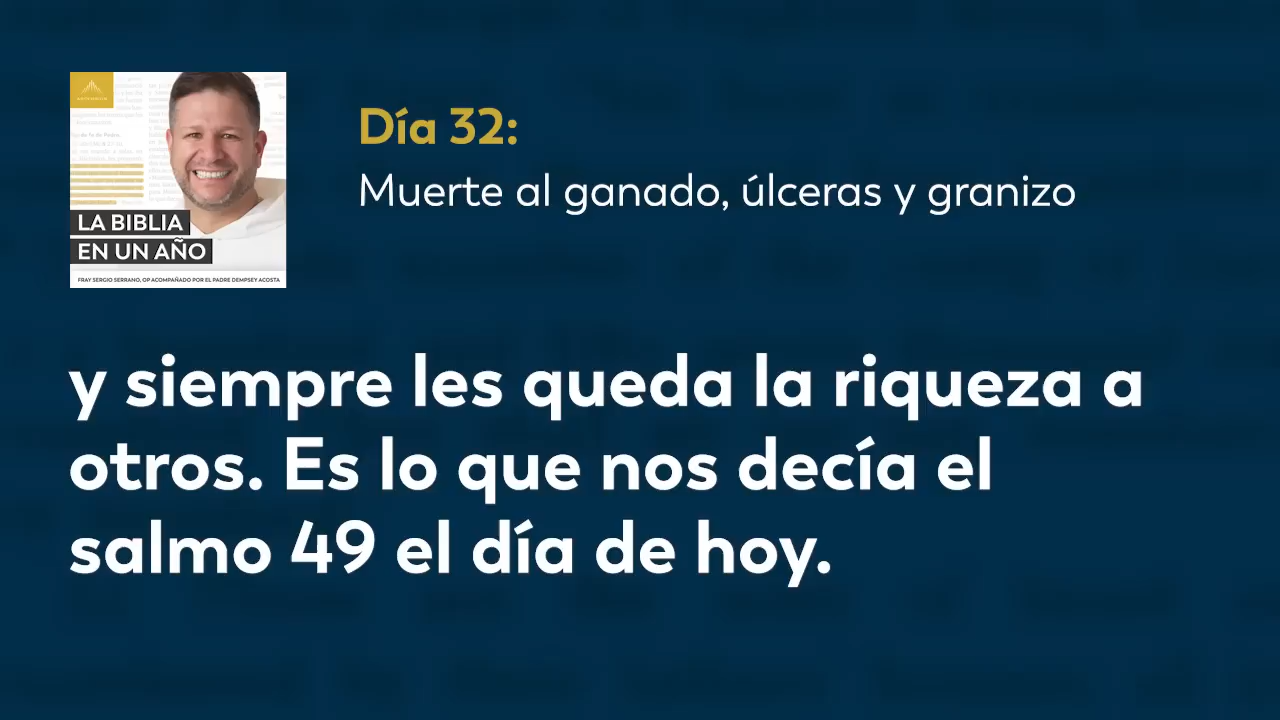 Día 32:
Muerte al ganado, úlceras y granizo
LA BIBLIA
EN UN AÑO
FRAY SERGIO SERRANO, OP ACOMPAÑADO POR EL PADRE DEMPSEY ACOSTA
y siempre les queda la riqueza a
otros. Es lo que nos decía el
salmo 49 el día de hoy.